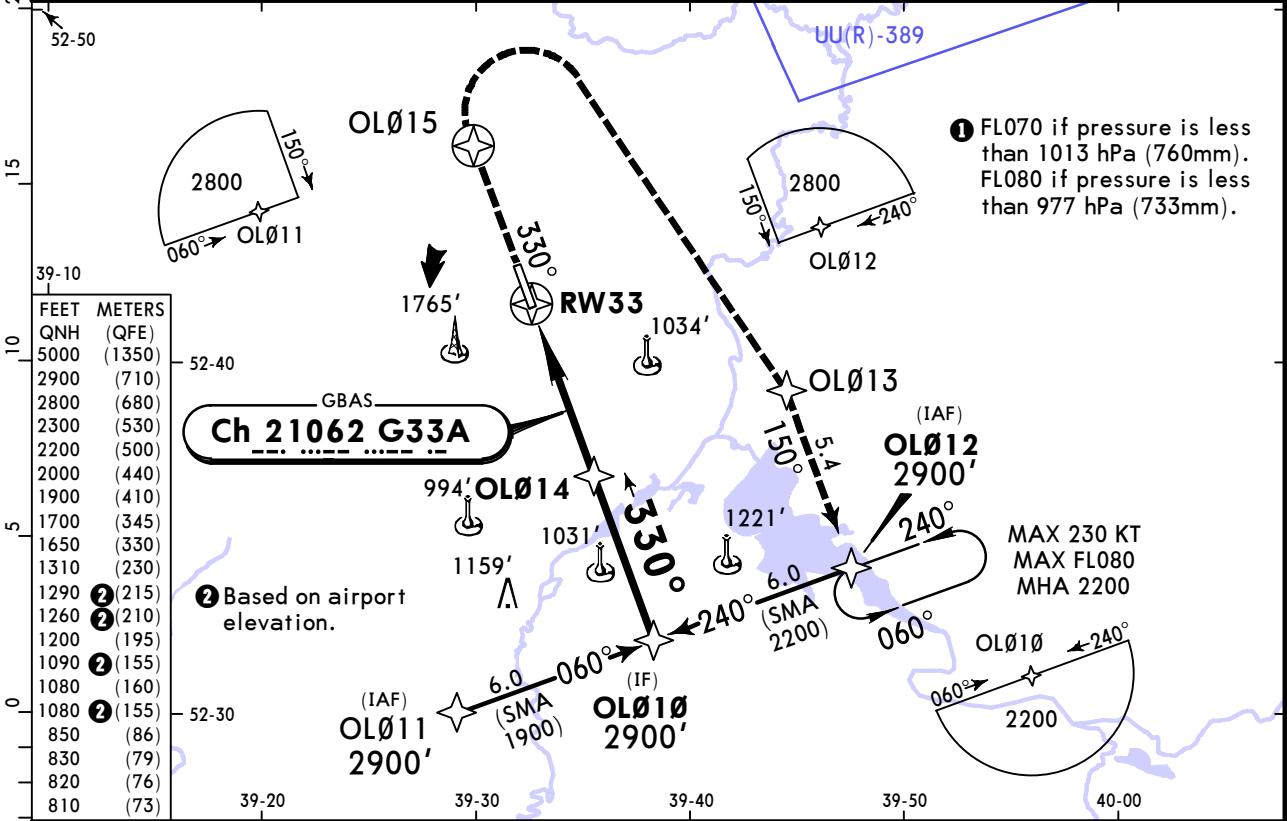 52-50
UU(R)-389
OLØ15
150°
2800
060°
OLØ11
2800
150°
240°
OLØ12
❶ FL070 if pressure is less
than 1013 hPa (760mm).
FL080 if pressure is less
than 977 hPa (733mm).
15
39-10
330°
1765'
RW33
1034'
FEET METERS
QNH (QFE)
5000 (1350)
2900 (710)
2800 (680)
2300 (530)
2200 (500)
2000 (440)
1900 (410)
1700 (345)
1650 (330)
1310 (230)
1290 ❷ (215)
1260 ❷ (210)
1200 (195)
1090 ❷ (155)
1080 (160)
1080 ❷ (155)
850 (86)
830 (79)
820 (76)
810 (73)
10
5
0
52-40
GBAS
Ch 21062 G33A
OLØ13
150°
5.4
(IAF)
OLØ12
2900'
994'
OLØ14
330°
1031'
1221'
1159'
❷ Based on airport
elevation.
240°
6.0
(SMA
2200)
240°
060°
MAX 230 KT
MAX FL080
MHA 2200
OLØ1Ø
240°
060°
2200
52-30
(IAF)
OLØ11
2900'
6.0
060°
(SMA
1900)
(IF)
OLØ1Ø
2900'
39-20
39-30
39-40
39-50
40-00